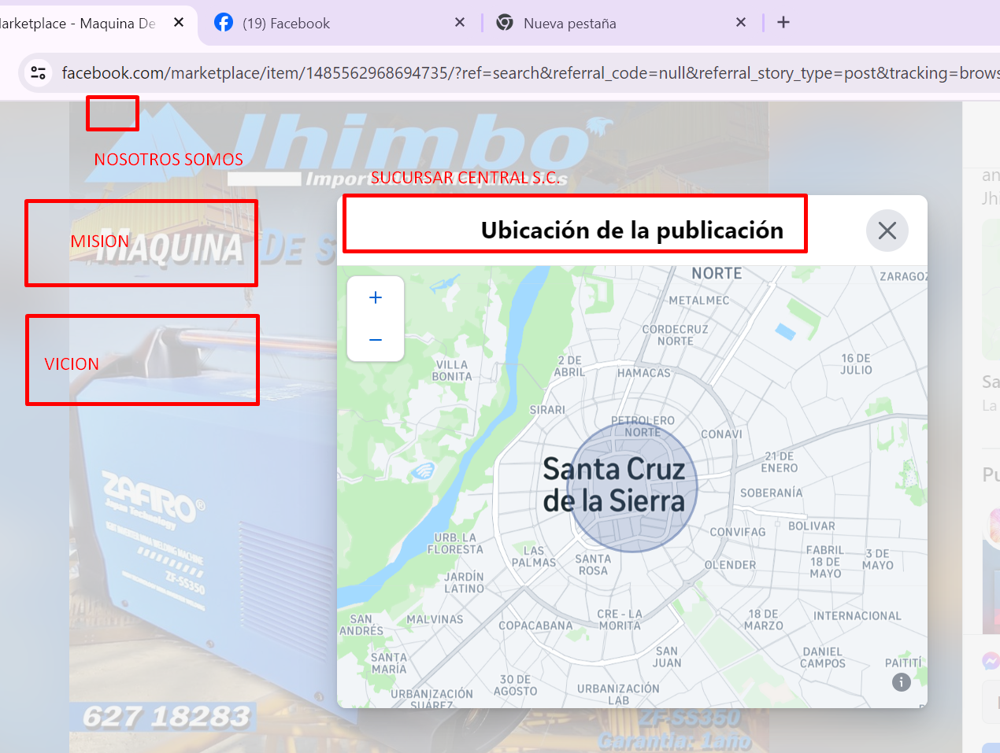 arketplace - Maquina De
(19) Facebook
Nueva pestaña
facebook.com/marketplace/item/1485562968694735/?ref=search&referral_code=null&referral_story_type=post&tracking=brows
Jhimbo
NOSOTROS SOMOS
SUCURSAR CENTRAL S.C.
MISION
MAQUINA DE S
Ubicación de la publicación
VICION
+
−
NORTE
ZARAGOZ
METALMEC
CORDECRUZ
NORTE
2 DE
ABRIL
VILLA
BONITA
HAMACAS
16 DE
JULIO
SIRARI
PETROLERO
NORTE
CONAVI
21 DE
ENERO
Santa Cruz
de la Sierra
SOBERANÍA
CONVIFAG
BOLIVAR
URB. LA
FLORESTA
LAS
PALMAS
SANTA
ROSA
OLENDER
FABRIL
18 DE
MAYO
3 DE
MAYO
JARDÍN
LATINO
SAN
ANDRÉS
MALVINAS
COPACABANA
CRE - LA
MORITA
18 DE
MARZO
INTERNACIONAL
SANTA
MARÍA
SAN
JUAN
DANIEL
CAMPOS
PAITITÍ
30 DE
AGOSTO
URBANIZACIÓN
SUÁREZ
URBANIZACIÓN
LAB
an
Jhi
Sa
La
Pu
ZAFIRO®
Japan Technology
ZF-SS350
627 18283
ZF-SS350
Garantia: 1año